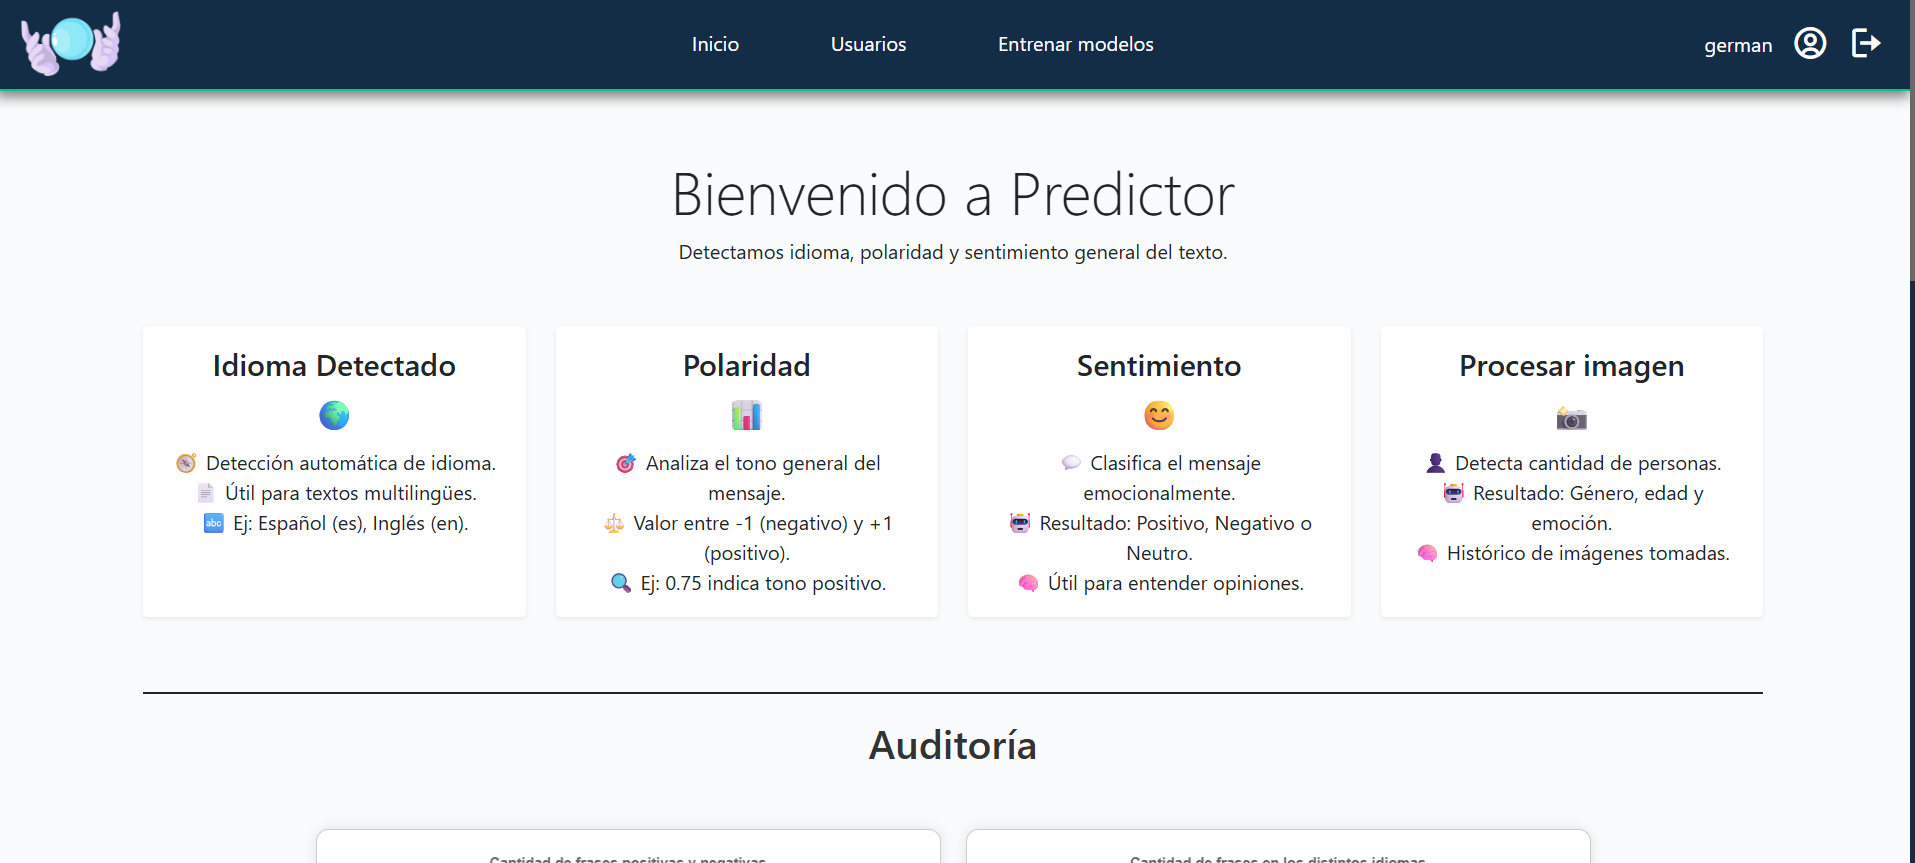 Inicio
Usuarios
Entrenar modelos
german
Bienvenido a Predictor
Detectamos idioma, polaridad y sentimiento general del texto.
Idioma Detectado
Detección automática de idioma.
Útil para textos multilingües.
abc Ej: Español (es), Inglés (en).
Polaridad
Analiza el tono general del
mensaje.
Valor entre -1 (negativo) y +1
(positivo).
Ej: 0.75 indica tono positivo.
Sentimiento
Clasifica el mensaje
emocionalmente.
Resultado: Positivo, Negativo o
Neutro.
Útil para entender opiniones.
Procesar imagen
Detecta cantidad de personas.
Resultado: Género, edad y
emoción.
Histórico de imágenes tomadas.
Auditoría
Cantidad de frases positivas y negativas
Cantidad de frases en los distintos idiomas